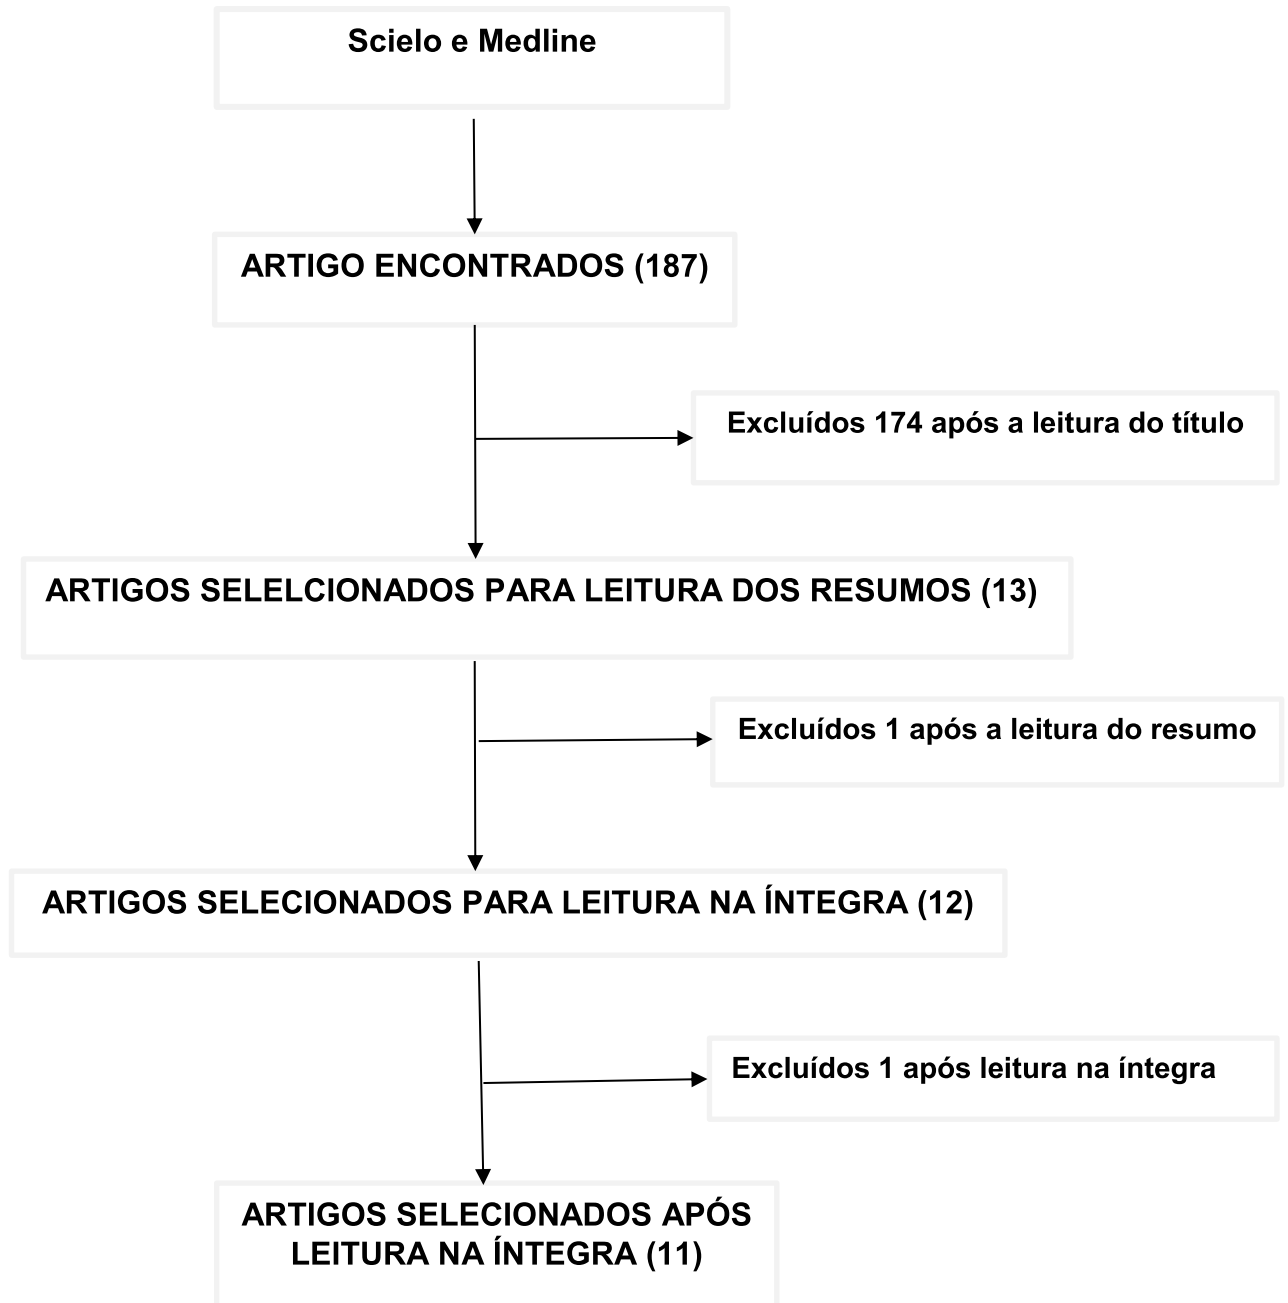 Scielo e Medline
ARTIGO ENCONTRADOS (187)
Excluídos 174 após a leitura do título
ARTIGOS SELELCIONADOS PARA LEITURA DOS RESUMOS (13)
Excluídos 1 após a leitura do resumo
ARTIGOS SELECIONADOS PARA LEITURA NA ÍNTEGRA (12)
Excluídos 1 após leitura na íntegra
ARTIGOS SELECIONADOS APÓS
LEITURA NA ÍNTEGRA (11)